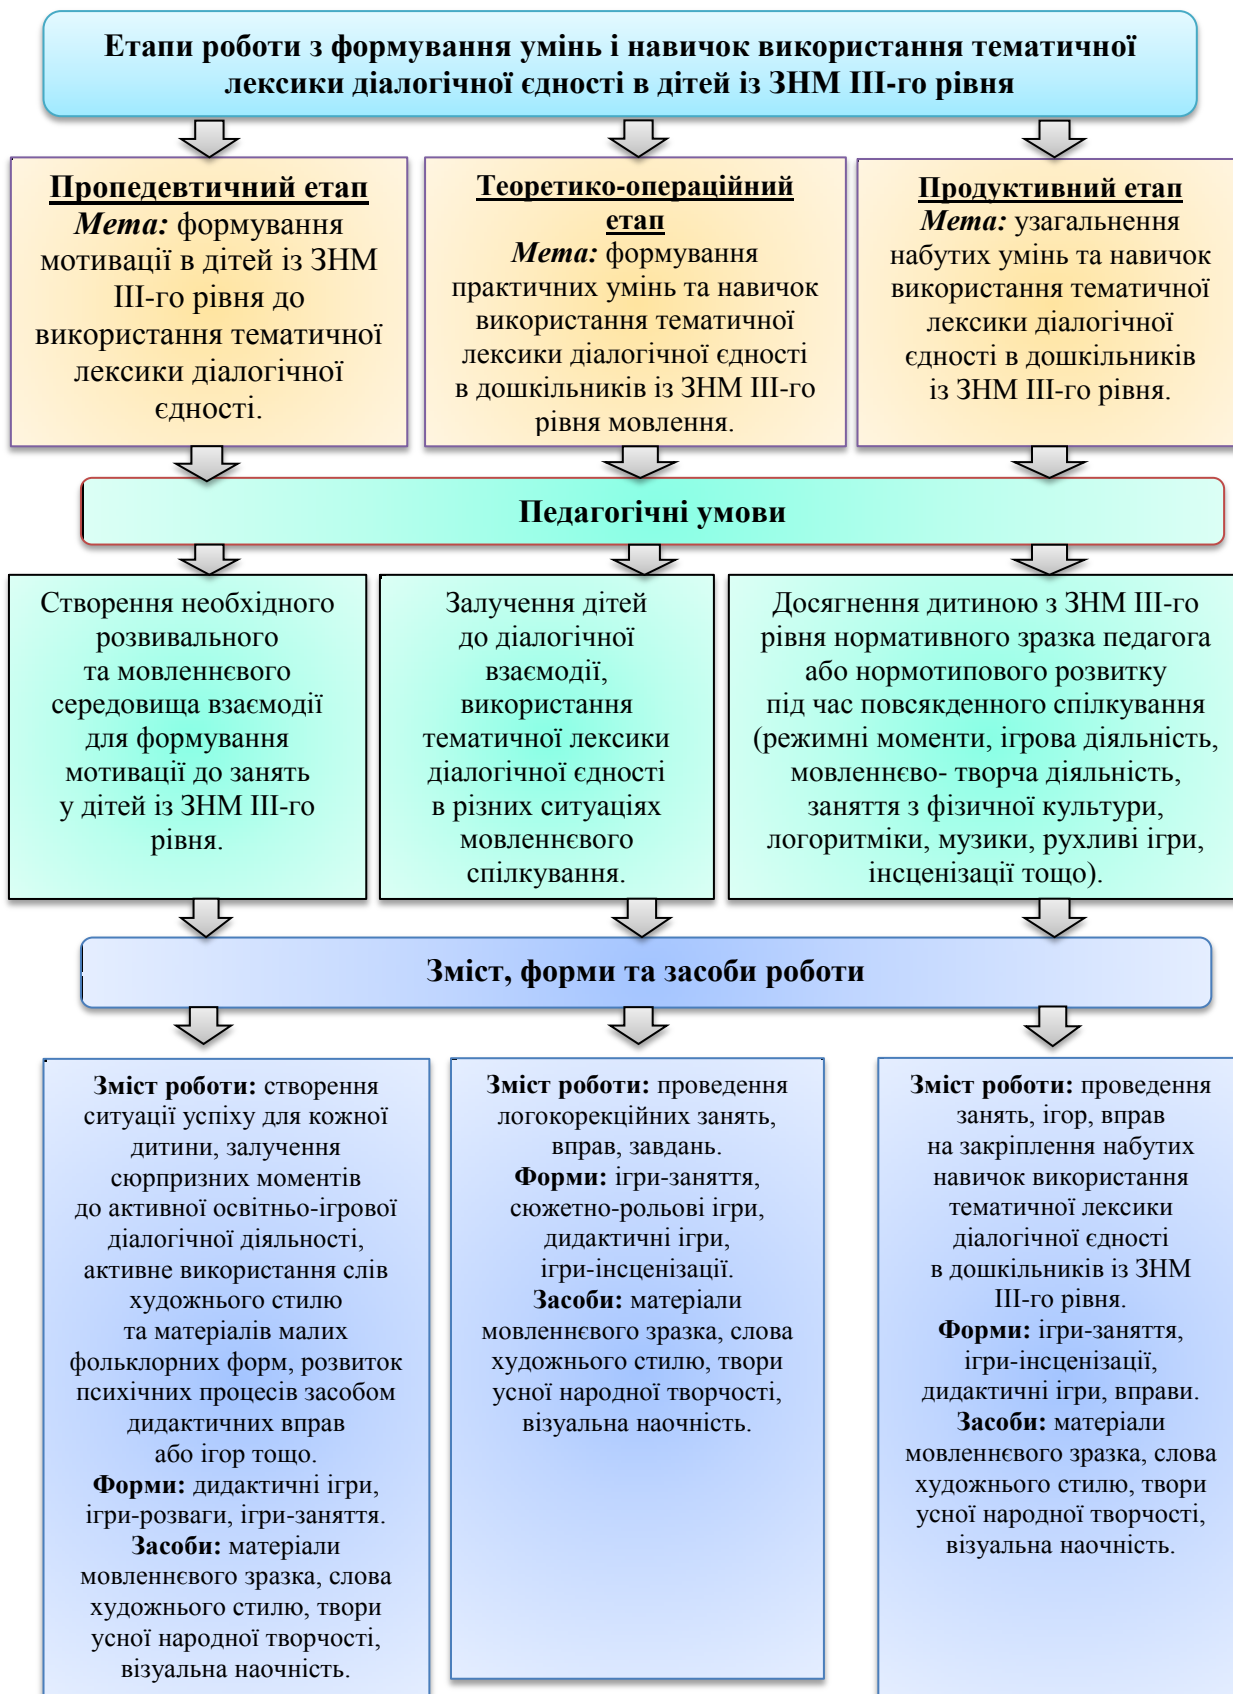 Етапи роботи з формування умінь і навичок використання тематичної
лексики діалогічної єдності в дітей із ЗНМ ІІІ-го рівня
Пропедевтичний етап
Мета: формування
мотивації в дітей із ЗНМ
ІІІ-го рівня до
використання тематичної
лексики діалогічної
єдності.
Теоретико-операційний
етап
Мета: формування
практичних умінь та навичок
використання тематичної
лексики діалогічної єдності
в дошкільників із ЗНМ ІІІ-го
рівня мовлення.
Продуктивний етап
Мета: узагальнення
набутих умінь та навичок
використання тематичної
лексики діалогічної
єдності в дошкільників
із ЗНМ ІІІ-го рівня.
Педагогічні умови
Створення необхідного
розвивального
та мовленнєвого
середовища взаємодії
для формування
мотивації до занять
у дітей із ЗНМ ІІІ-го
рівня.
Залучення дітей
до діалогічної
взаємодії,
використання
тематичної лексики
діалогічної єдності
в різних ситуаціях
мовленнєвого
спілкування.
Досягнення дитиною з ЗНМ ІІІ-го
рівня нормативного зразка педагога
або нормотипового розвитку
під час повсякденного спілкування
(режимні моменти, ігрова діяльність,
мовленнєво- творча діяльність,
заняття з фізичної культури,
логоритміки, музики, рухливі ігри,
інсценізації тощо).
Зміст, форми та засоби роботи
Зміст роботи: створення
ситуації успіху для кожної
дитини, залучення
сюрпризних моментів
до активної освітньо-ігрової
діалогічної діяльності,
активне використання слів
художнього стилю
та матеріалів малих
фольклорних форм, розвиток
психічних процесів засобом
дидактичних вправ
або ігор тощо.
Форми: дидактичні ігри,
ігри-розваги, ігри-заняття.
Засоби: матеріали
мовленнєвого зразка, слова
художнього стилю, твори
усної народної творчості,
візуальна наочність.
Зміст роботи: проведення
логокорекційних занять,
вправ, завдань.
Форми: ігри-заняття,
сюжетно-рольові ігри,
дидактичні ігри,
ігри-інсценізації.
Засоби: матеріали
мовленнєвого зразка, слова
художнього стилю, твори
усної народної творчості,
візуальна наочність.
Зміст роботи: проведення
занять, ігор, вправ
на закріплення набутих
навичок використання
тематичної лексики
діалогічної єдності
в дошкільників із ЗНМ
ІІІ-го рівня.
Форми: ігри-заняття,
ігри-інсценізації,
дидактичні ігри, вправи.
Засоби: матеріали
мовленнєвого зразка, слова
художнього стилю, твори
усної народної творчості,
візуальна наочність.